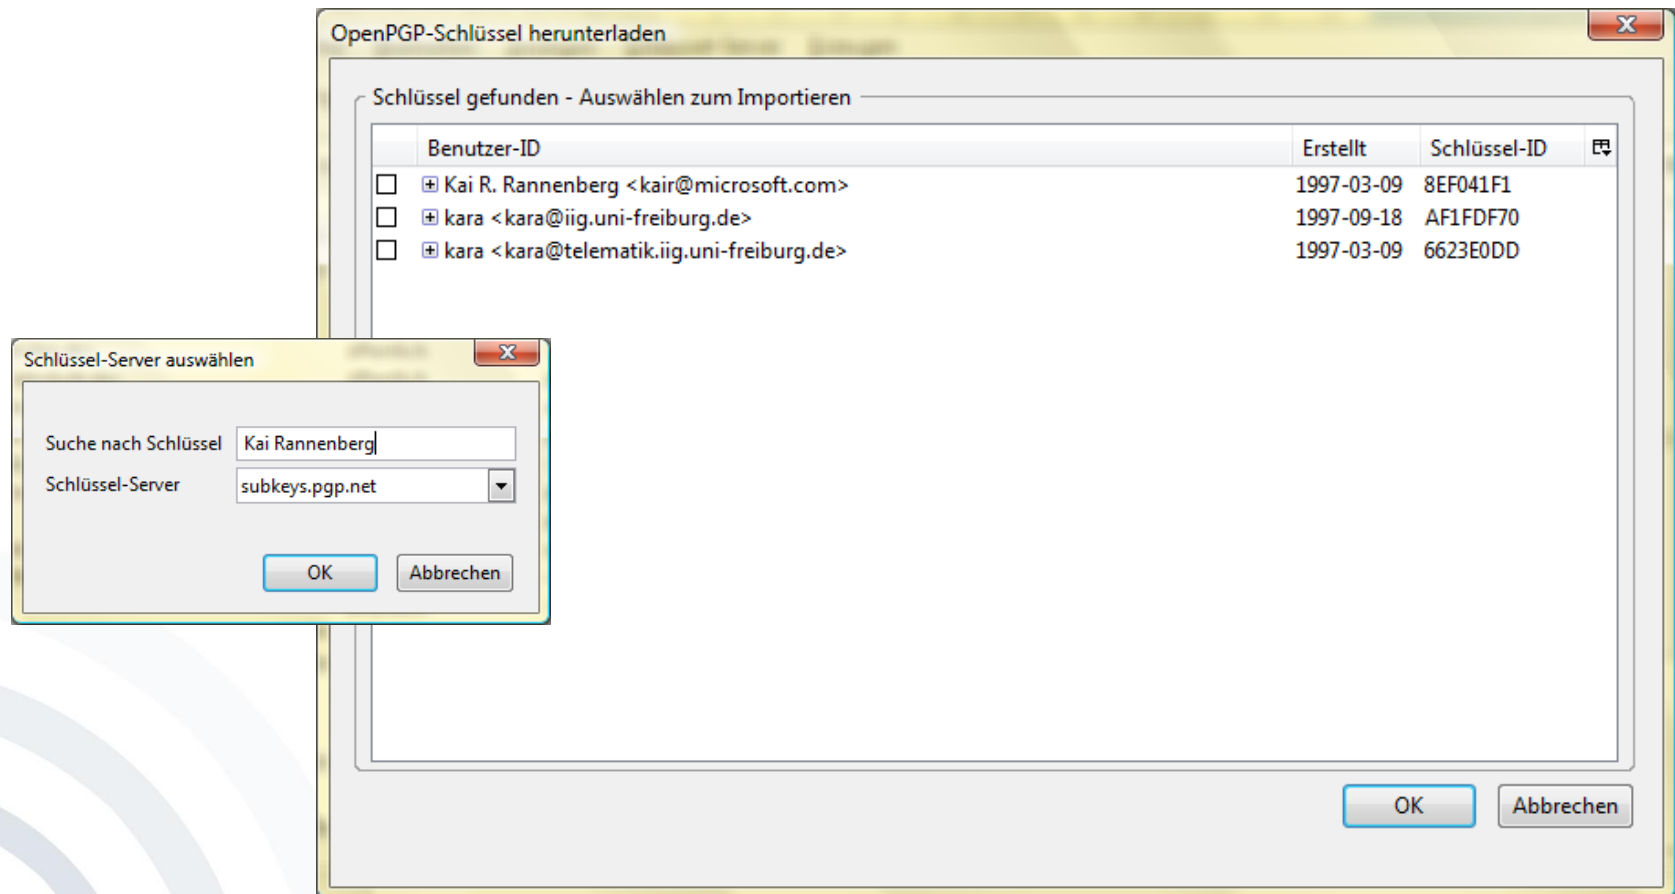 OpenPGP-Schlüssel herunterladen
Schlüssel gefunden - Auswählen zum Importieren
Benutzer-ID Erstellt Schlüssel-ID
Kai R. Rannenberg <kair@microsoft.com> 1997-03-09 8EF041F1
kara <kara@iig.uni-freiburg.de> 1997-09-18 AF1FDF70
kara <kara@telematik.iig.uni-freiburg.de> 1997-03-09 6623E0DD
OK Abbrechen
Schlüssel-Server auswählen
Suche nach Schlüssel Kai Rannenberg
Schlüssel-Server subkeys.pgp.net
OK Abbrechen